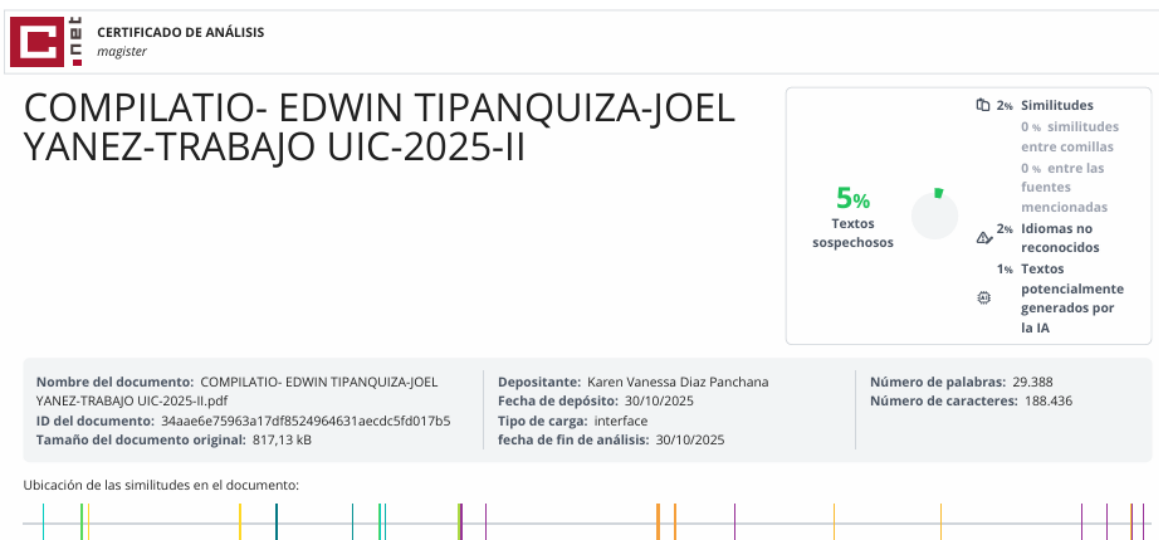 C net
CERTIFICADO DE ANÁLISIS
magister
COMPILATIO- EDWIN TIPANQUIZA-JOEL
YANEZ-TRABAJO UIC-2025-II
5%
Textos
sospechosos
2% Similitudes
0 % similitudes
entre comillas
0 % entre las
fuentes
mencionadas
2% Idiomas no
reconocidos
1% Textos
potencialmente
generados por
la IA
Nombre del documento: COMPILATIO- EDWIN TIPANQUIZA-JOEL
YANEZ-TRABAJO UIC-2025-II.pdf
ID del documento: 34aae6e75963a17df8524964631aecdc5fd017b5
Tamaño del documento original: 817,13 kB
Depositante: Karen Vanessa Diaz Panchana
Fecha de depósito: 30/10/2025
Tipo de carga: interface
fecha de fin de análisis: 30/10/2025
Número de palabras: 29.388
Número de caracteres: 188.436
Ubicación de las similitudes en el documento: